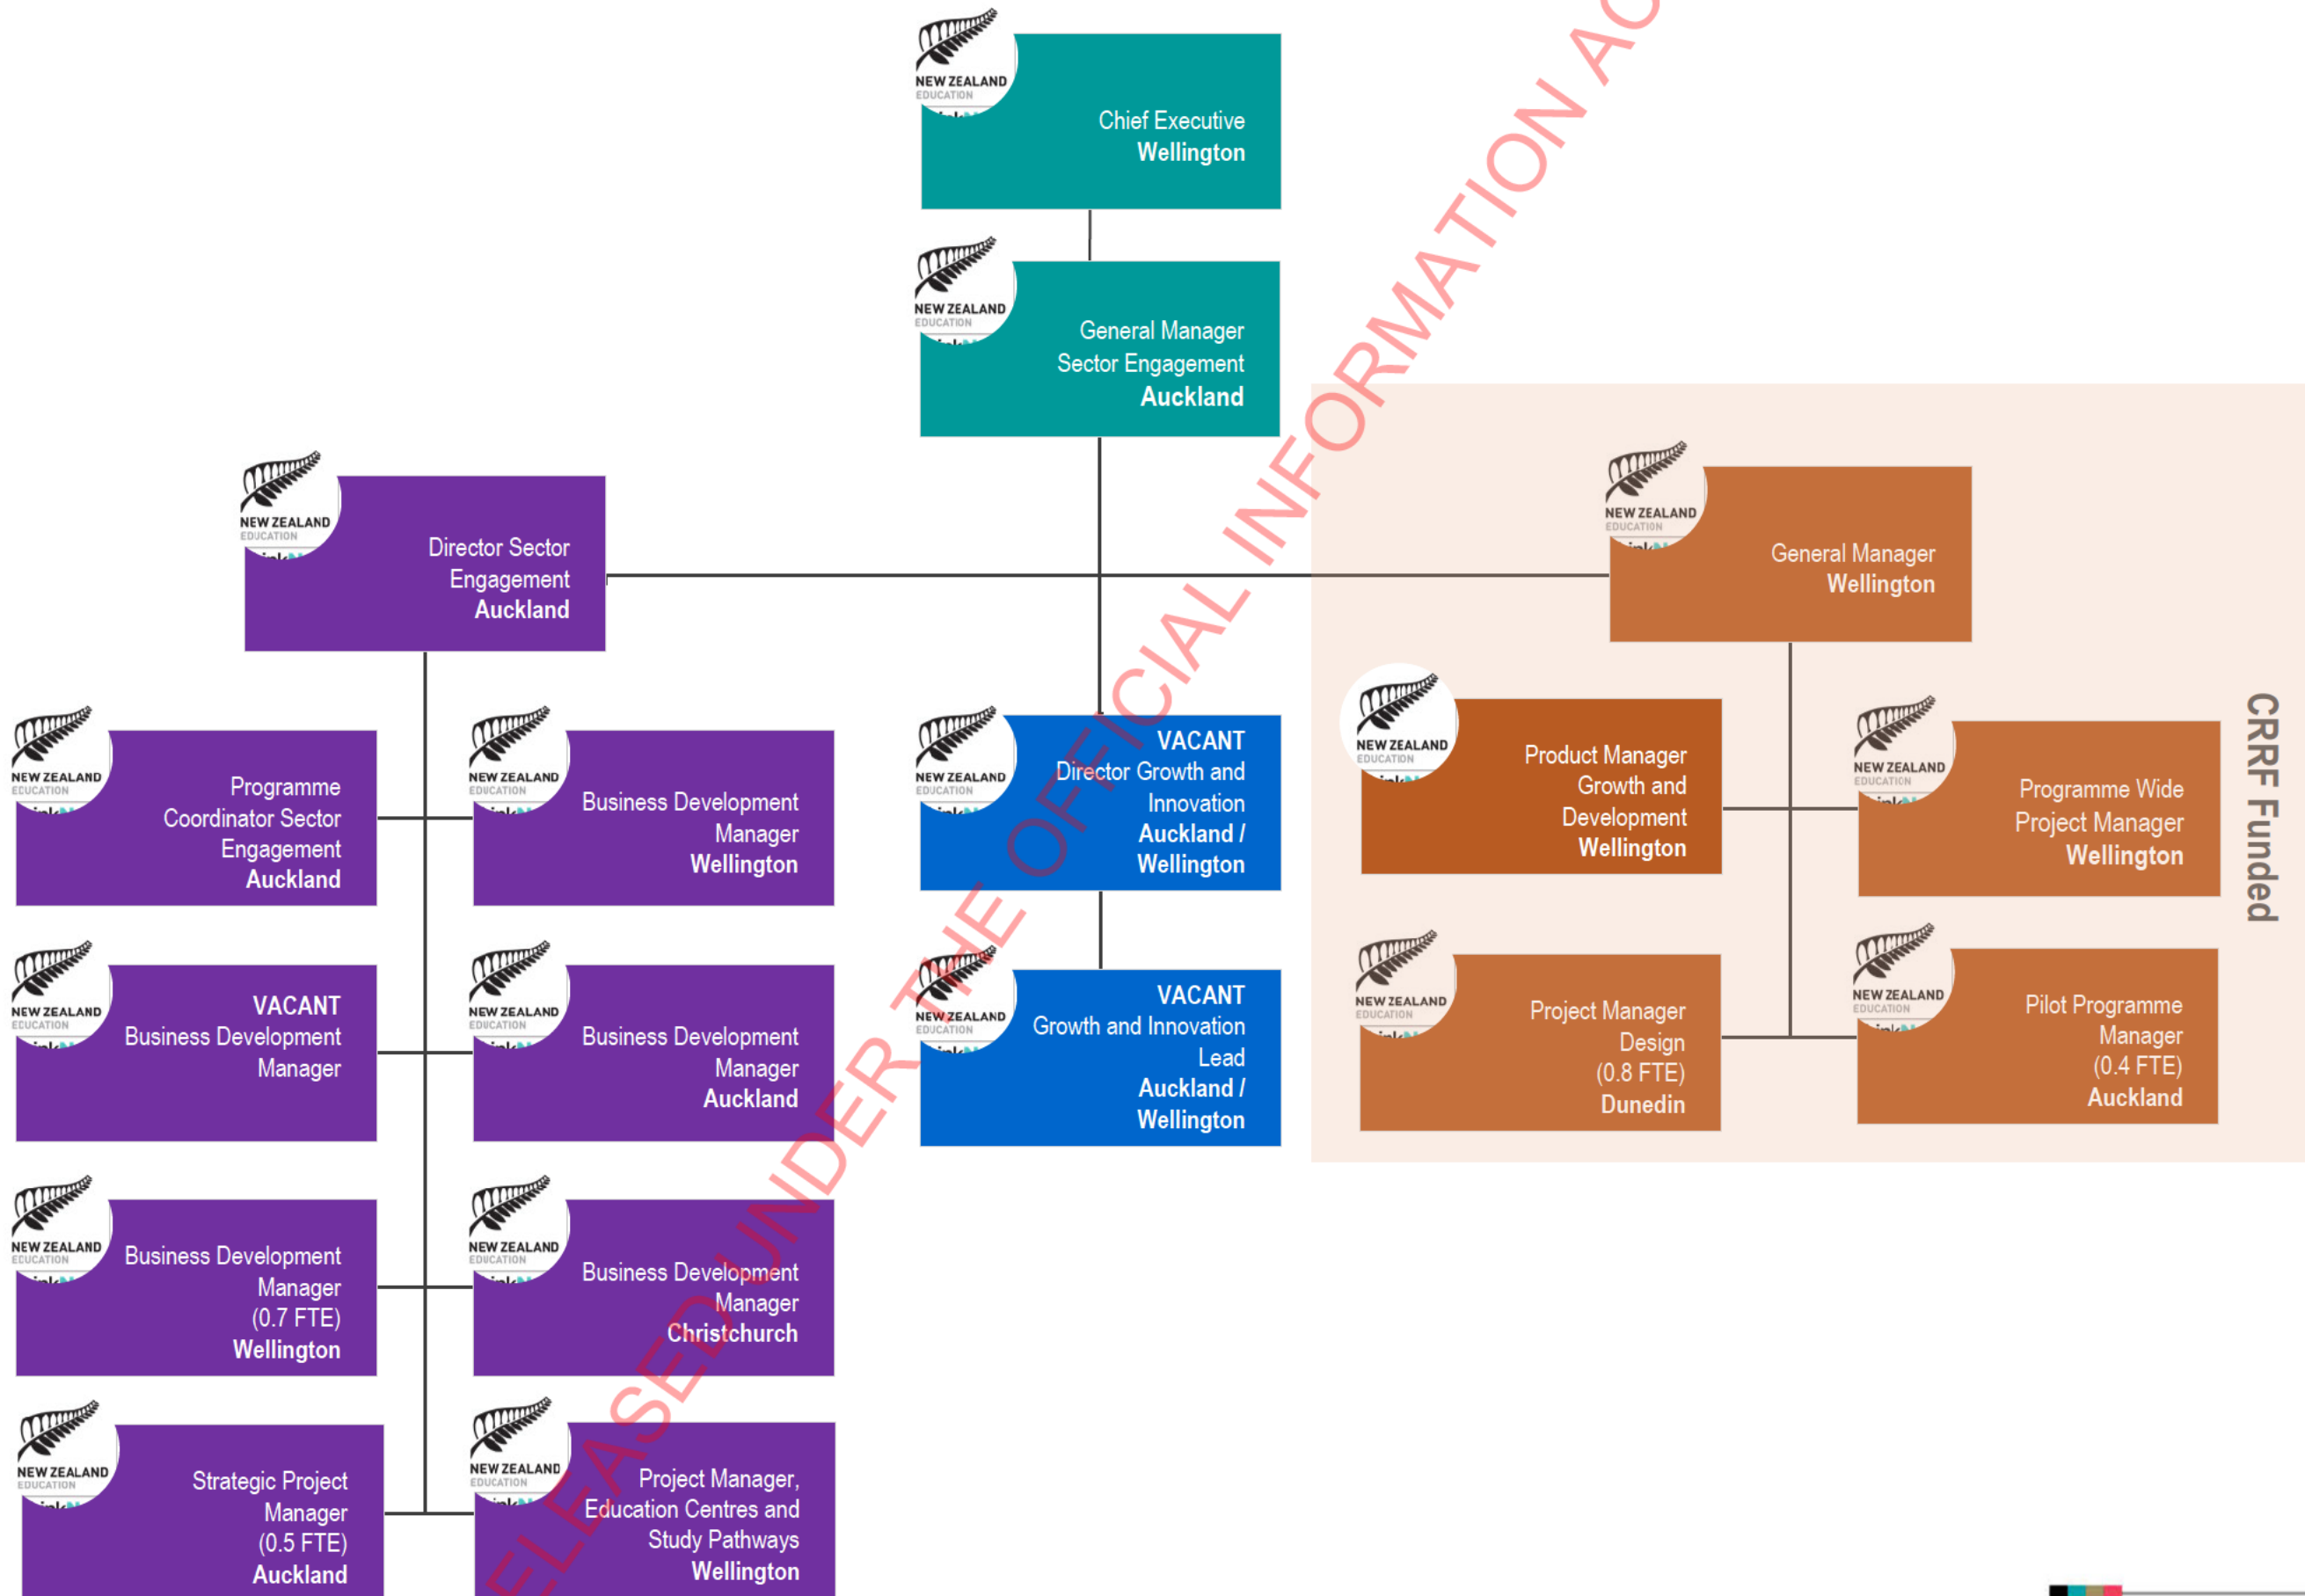 NEW ZEALAND
EDUCATION
Chief Executive
Wellington
NEW ZEALAND
EDUCATION
General Manager
Sector Engagement
Auckland
NEW ZEALAND
EDUCATION
Director Sector
Engagement
Auckland
NEW ZEALAND
EDUCATION
General Manager
Wellington
NEW ZEALAND
EDUCATION
Programme
Coordinator Sector
Engagement
Auckland
NEW ZEALAND
EDUCATION
Business Development
Manager
Wellington
NEW ZEALAND
EDUCATION
VACANT
Director Growth and
Innovation
Auckland /
Wellington
NEW ZEALAND
EDUCATION
Product Manager
Growth and
Development
Wellington
NEW ZEALAND
EDUCATION
Programme Wide
Project Manager
Wellington
CRRF Funded
NEW ZEALAND
EDUCATION
VACANT
Business Development
Manager
NEW ZEALAND
EDUCATION
Business Development
Manager
Auckland
NEW ZEALAND
EDUCATION
VACANT
Growth and Innovation
Lead
Auckland /
Wellington
NEW ZEALAND
EDUCATION
Project Manager
Design
(0.8 FTE)
Dunedin
NEW ZEALAND
EDUCATION
Pilot Programme
Manager
(0.4 FTE)
Auckland
NEW ZEALAND
EDUCATION
Business Development
Manager
(0.7 FTE)
Wellington
NEW ZEALAND
EDUCATION
Business Development
Manager
Christchurch
NEW ZEALAND
EDUCATION
Strategic Project
Manager
(0.5 FTE)
Auckland
NEW ZEALAND
EDUCATION
Project Manager,
Education Centres and
Study Pathways
Wellington
ELEASED UNDER THE OFFICIAL INFORMATION AC